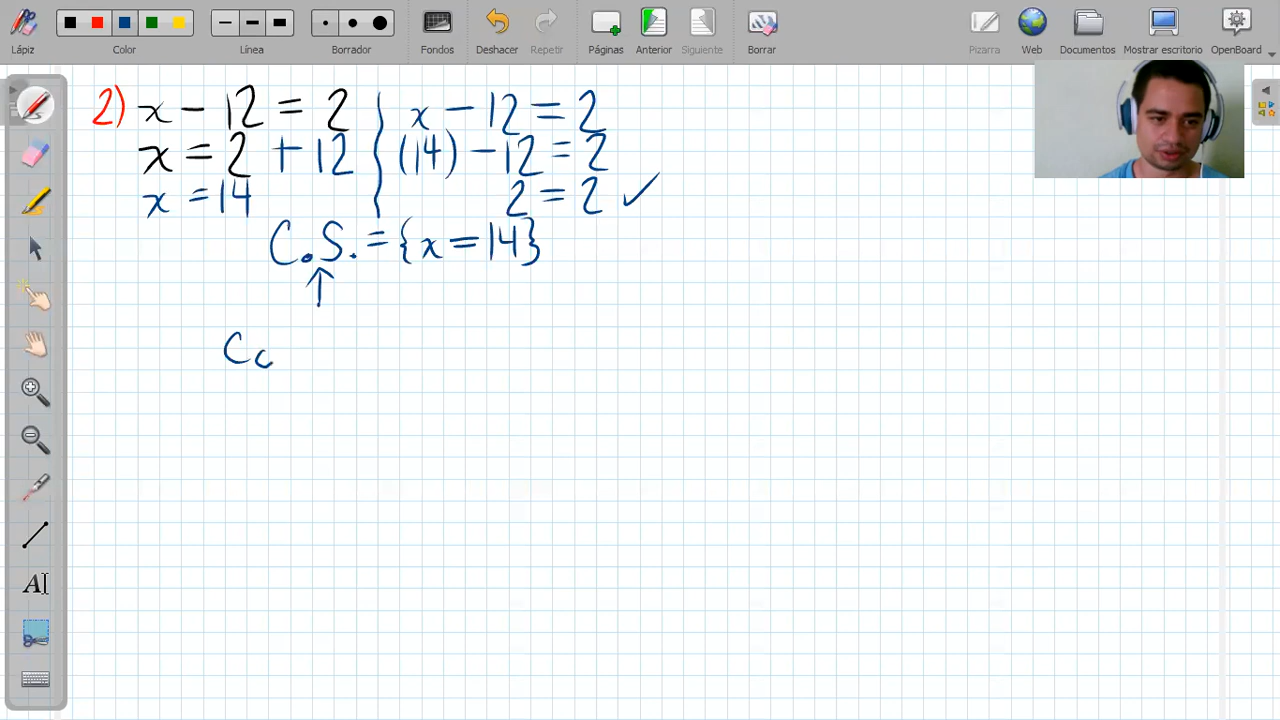 Lápiz Color Línea Borrador Fondos Deshacer Repetir Páginas Anterior Siguiente Borrar Pizarra Web Documentos Mostrar escritorio OpenBoard
2) x - 12 = 2
x = 2 + 12
x = 14
x - 12 = 2
(14) - 12 = 2
2 = 2 ✓
C.S. = {x = 14}
↑
Co